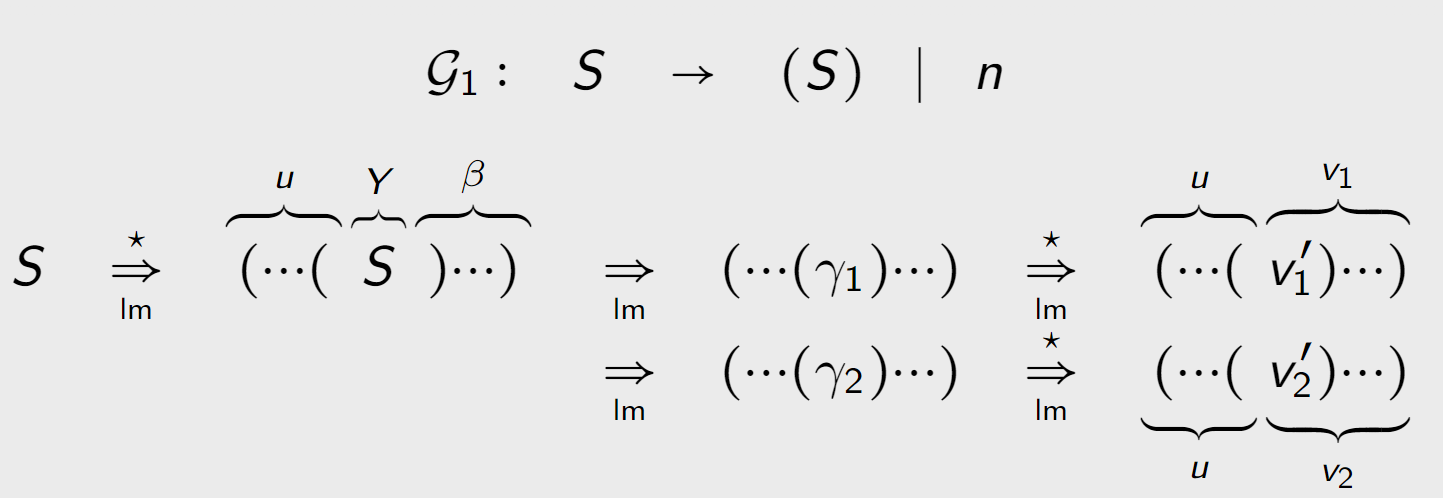 𝒢₁ : S → (S) | n
u Y β u v₁
S ⇒*lm (···( S )···) ⇒lm (···(γ₁)···) ⇒*lm (···( v₁′)···)
⇒lm (···(γ₂)···) ⇒*lm (···( v₂′)···)
u v₂